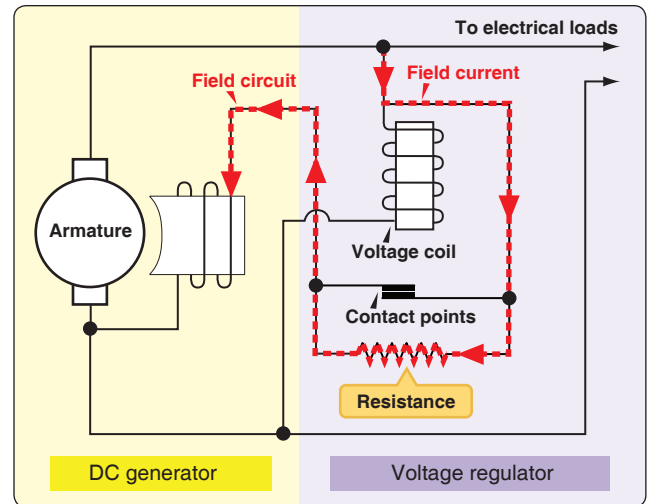 To electrical loads
Field circuit
Field current
Armature
Voltage coil
Contact points
Resistance
DC generator
Voltage regulator